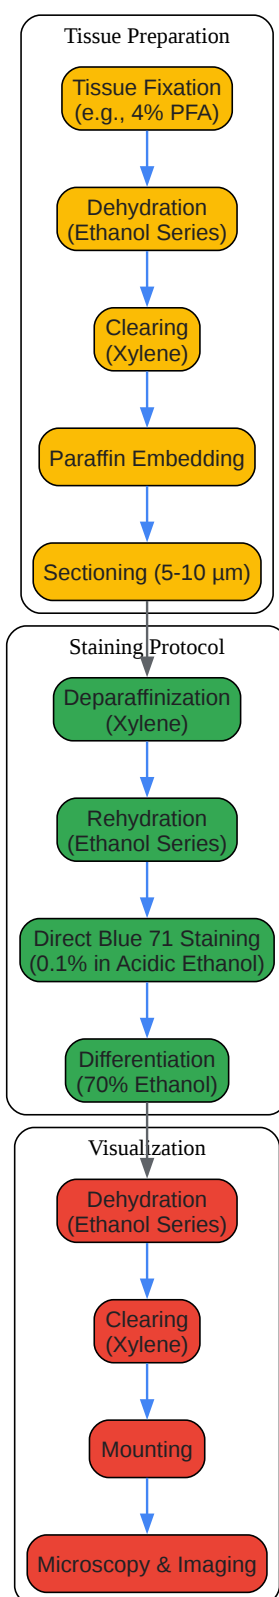 Tissue Preparation
Tissue Fixation
(e.g., 4% PFA)
Dehydration
(Ethanol Series)
Clearing
(Xylene)
Paraffin Embedding
Sectioning (5-10 µm)
Staining Protocol
Deparaffinization
(Xylene)
Rehydration
(Ethanol Series)
Direct Blue 71 Staining
(0.1% in Acidic Ethanol)
Differentiation
(70% Ethanol)
Visualization
Dehydration
(Ethanol Series)
Clearing
(Xylene)
Mounting
Microscopy & Imaging